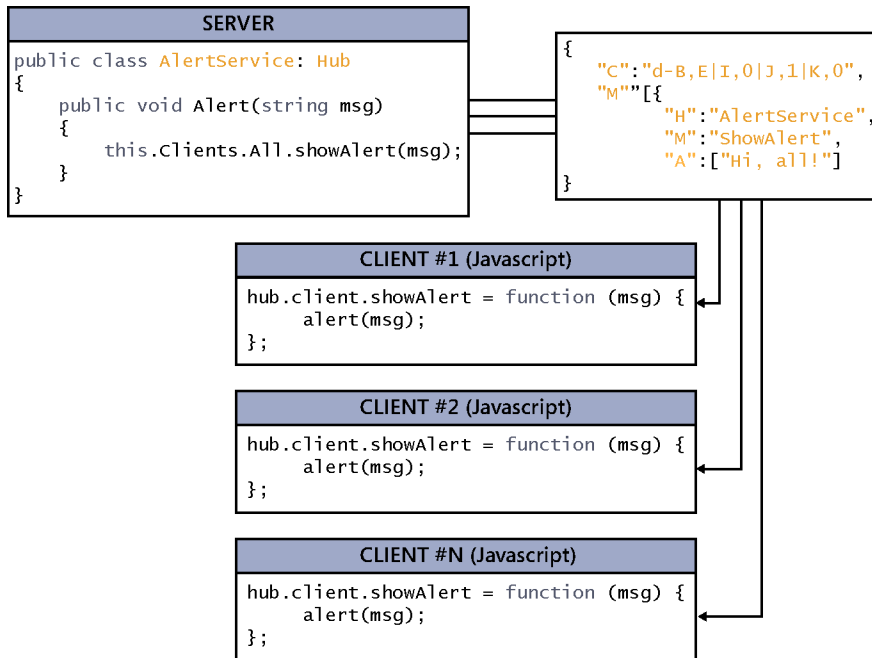 SERVER
public class AlertService: Hub
{
public void Alert(string msg)
{
this.Clients.All.showAlert(msg);
}
}
{
"C":"d-B,E|I,0|J,1|K,0",
"M"”[{
"H":"AlertService",
"M":"ShowAlert",
"A":["Hi, all!"]
}
CLIENT #1 (Javascript)
hub.client.showAlert = function (msg) {
alert(msg);
};
CLIENT #2 (Javascript)
hub.client.showAlert = function (msg) {
alert(msg);
};
CLIENT #N (Javascript)
hub.client.showAlert = function (msg) {
alert(msg);
};